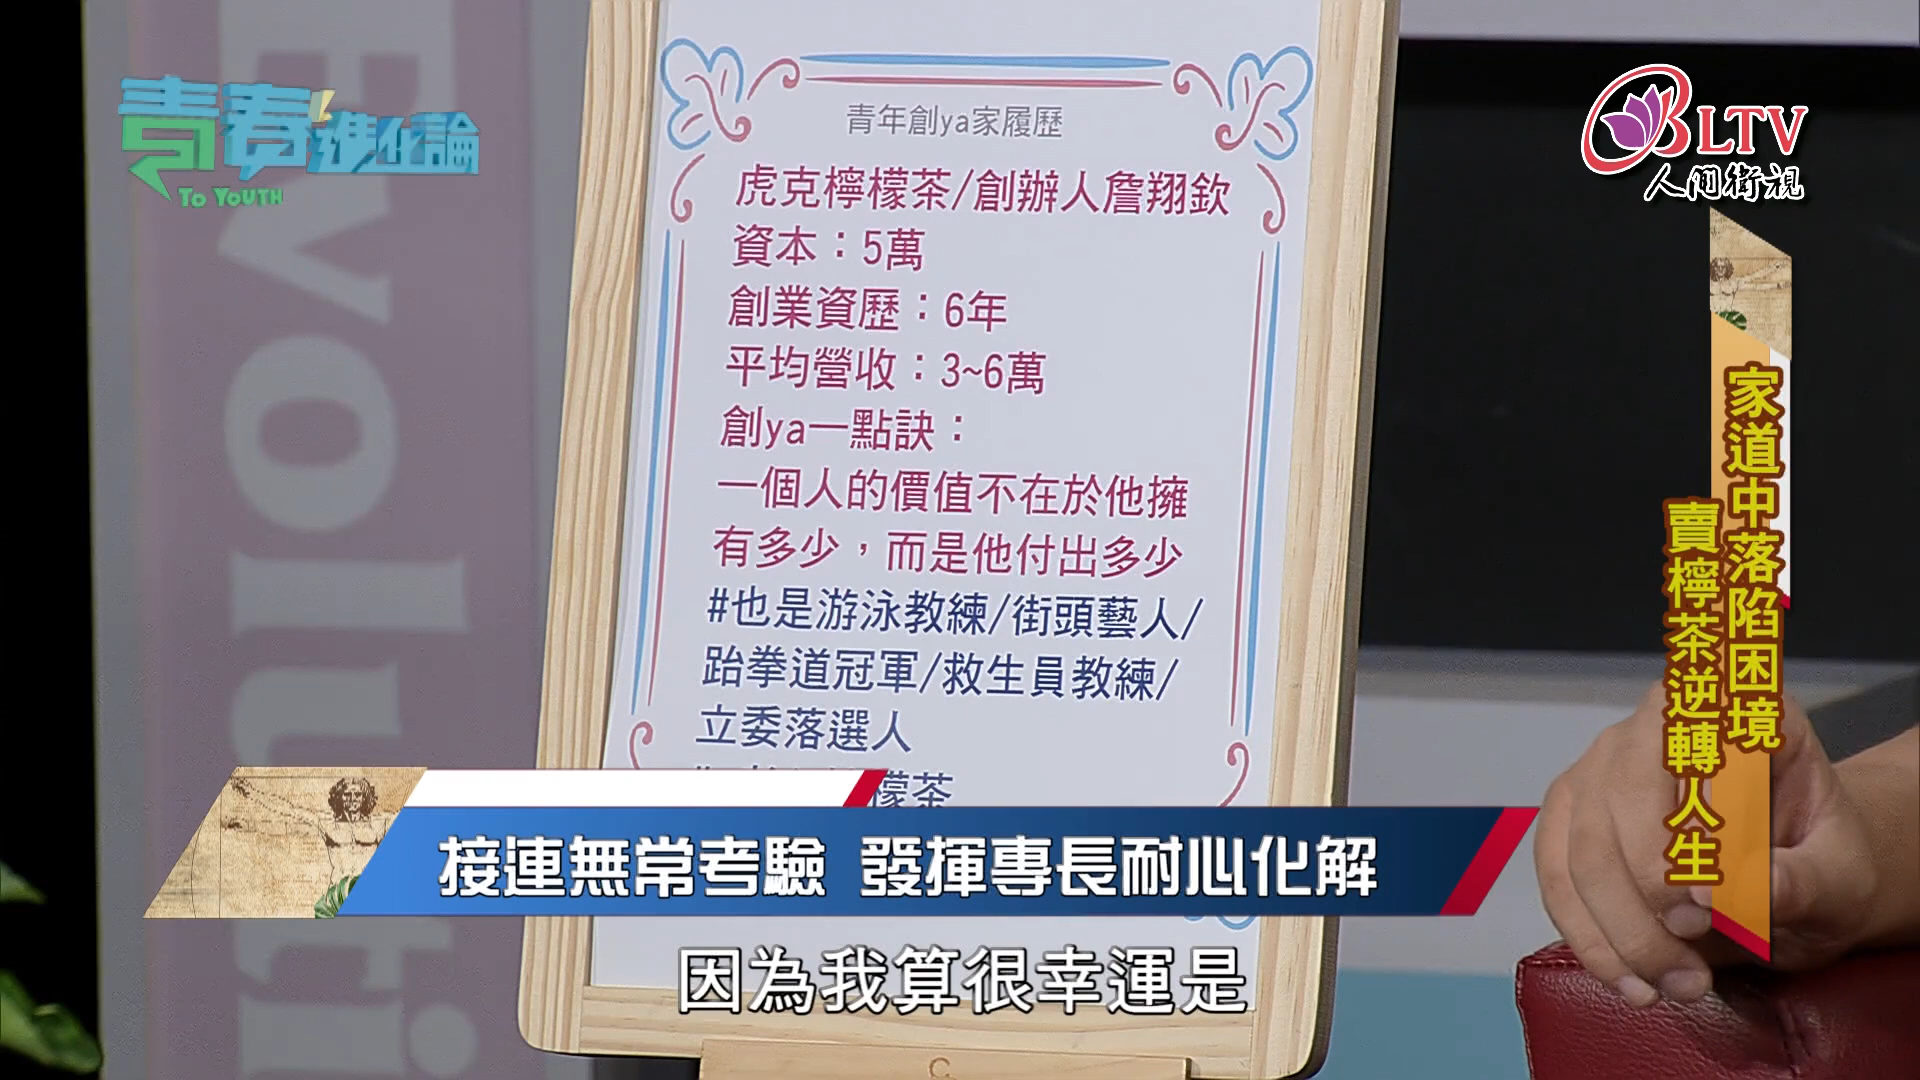 青春進化論
TO YOUTH
BLTV
人間衛視
Evoluti
青年創ya家履歷
虎克檸檬茶/創辦人詹翔欽
資本：5萬
創業資歷：6年
平均營收：3~6萬
創ya一點訣：
一個人的價值不在於他擁
有多少，而是他付出多少
#也是游泳教練/街頭藝人/
跆拳道冠軍/救生員教練/
立委落選人
檬茶
家道中落陷困境
賣檸茶逆轉人生
接連無常考驗 發揮專長耐心化解
因為我算很幸運是